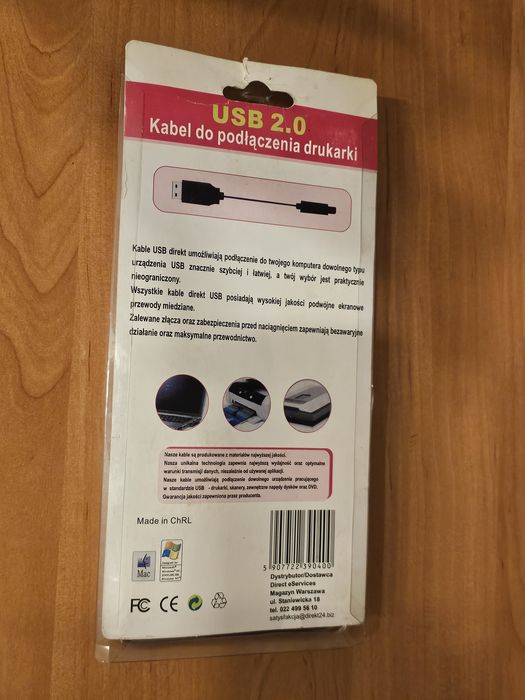 USB 2.0
Kabel do podłączenia drukarki
Kable USB direkt umożliwiają podłączenie do twojego komputera dowolnego typu
urządzenia USB znacznie szybciej i łatwiej, a twój wybór jest praktycznie
nieograniczony.
Wszystkie kable direkt USB posiadają wysokiej jakości podwójne ekranowe
przewody miedziane.
Zalewane złącza oraz zabezpieczenia przed naciągnięciem zapewniają bezawaryjne
działanie oraz maksymalne przewodnictwo.
Nasze kable są produkowane z materiałów najwyższej jakości.
Nasza unikalna technologia zapewnia najwyższą wydajność oraz optymalne
warunki transmisji danych, niezależnie od używanej aplikacji.
Nasze kable umożliwiają podłączenie dowolnego urządzenia pracującego
w standardzie USB - drukarki, skanery, zewnętrzne napędy dysków oraz DVD,
Gwarancja jakości zapewniona przez producenta.
Made in ChRL
5 907722 390400
Mac
Dystrybutor/Dostawca
Direct eServices
Magazyn Warszawa
ul. Staniewicka 18
tel. 022 499 56 10
satysfakcja@direkt24.biz
FC CE